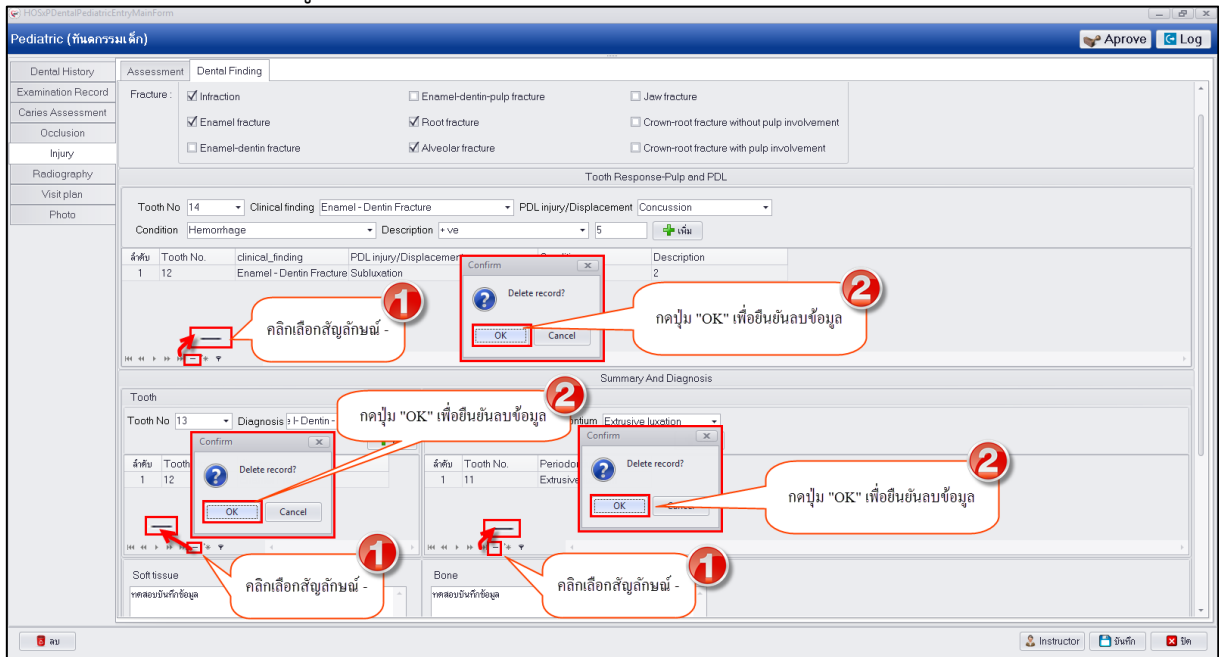 HOSxPDentalPediatricEntryMainForm
Pediatric (ทันตกรรมเด็ก)
Aprove
Log
Dental History
Examination Record
Caries Assessment
Occlusion
Injury
Radiography
Visit plan
Photo
Assessment
Dental Finding
Fracture :
Infraction
Enamel-dentin-pulp fracture
Jaw fracture
Enamel fracture
Root fracture
Crown-root fracture without pulp involvement
Enamel-dentin fracture
Alveolar fracture
Crown-root fracture with pulp involvement
Tooth Response-Pulp and PDL
Tooth No 14 Clinical finding Enamel - Dentin Fracture PDL injury/Displacement Concussion
Condition Hemorrhage Description + ve 5 เพิ่ม
ลำดับ Tooth No. clinical_finding PDL injury/Displacement Description
1 12 Enamel - Dentin Fracture Subluxation 2
Confirm
Delete record?
OK Cancel
1
คลิกเลือกสัญลักษณ์ -
2
กดปุ่ม "OK" เพื่อยืนยันลบข้อมูล
Summary And Diagnosis
Tooth
Tooth No 13 Diagnosis Dentin - Extrusive luxation
2
กดปุ่ม "OK" เพื่อยืนยันลบข้อมูล
ลำดับ Tooth
1 12
Confirm
Delete record?
OK Cancel
1
คลิกเลือกสัญลักษณ์ -
ลำดับ Tooth No. Periodo
1 11 Extrusive
Confirm
Delete record?
OK
2
กดปุ่ม "OK" เพื่อยืนยันลบข้อมูล
1
คลิกเลือกสัญลักษณ์ -
Soft tissue
ทดสอบบันทึกข้อมูล
Bone
ทดสอบบันทึกข้อมูล
ลบ
Instructor
บันทึก
ปิด